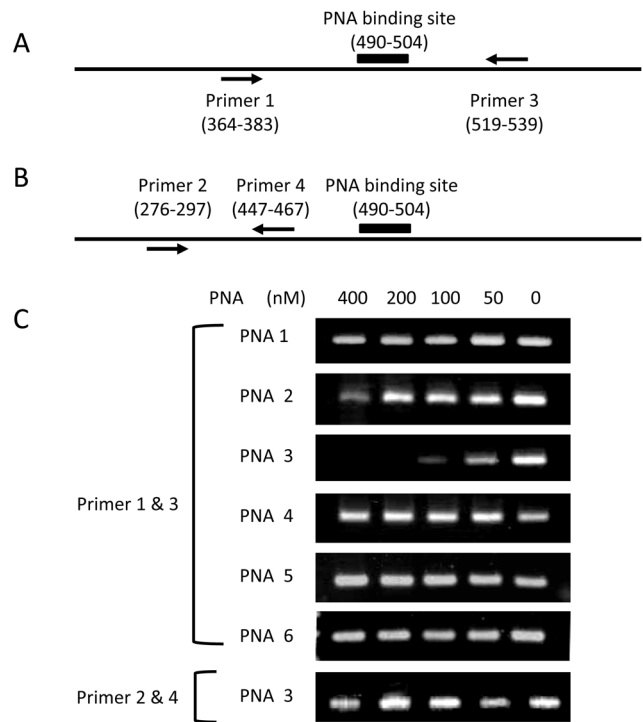 A
PNA binding site
(490-504)
Primer 1
(364-383)
Primer 3
(519-539)
B
Primer 2
(276-297)
Primer 4
(447-467)
PNA binding site
(490-504)
C
PNA (nM) 400 200 100 50 0
Primer 1 & 3
PNA 1
PNA 2
PNA 3
PNA 4
PNA 5
PNA 6
Primer 2 & 4
PNA 3